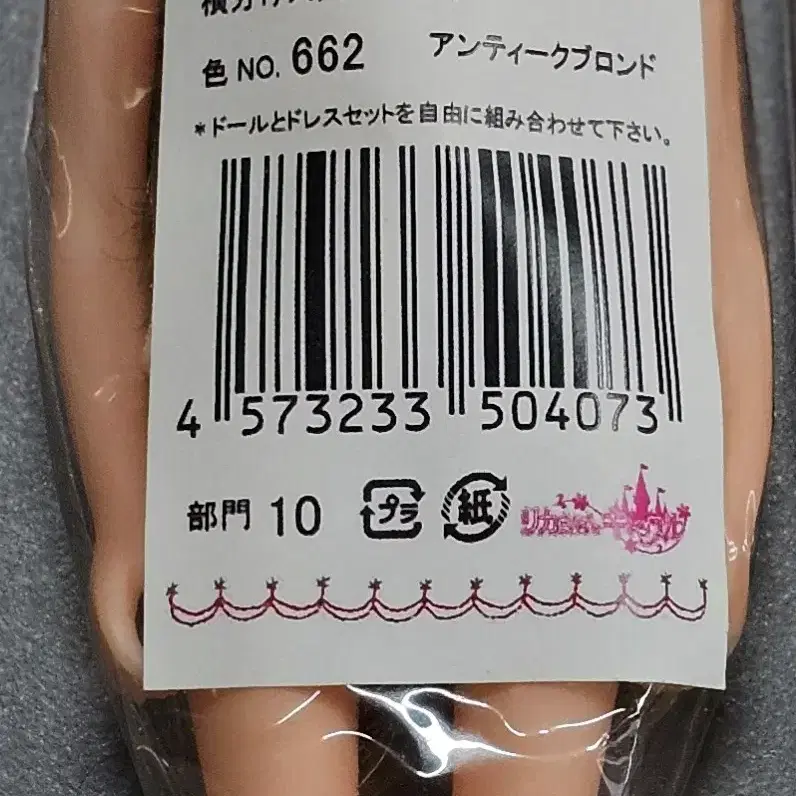 色 NO. 662 アンティークブロンド
*ドールとドレスセットを自由に組み合わせて下さい。
4 573233 504073
部門 10 プラ 紙